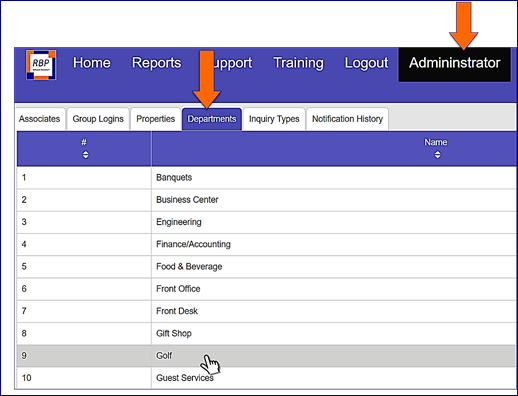 RBP Home Reports Support Training Logout Admininstrator
Associates Group Logins Properties Departments Inquiry Types Notification History
# Name
1 Banquets
2 Business Center
3 Engineering
4 Finance/Accounting
5 Food & Beverage
6 Front Office
7 Front Desk
8 Gift Shop
9 Golf
10 Guest Services